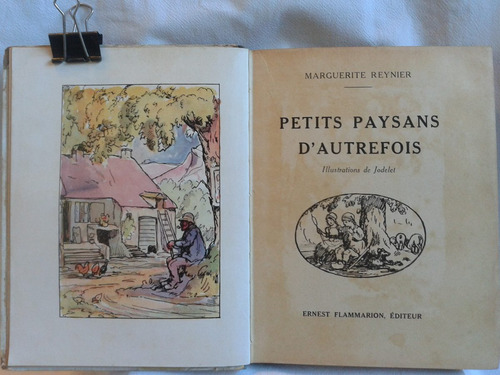 MARGUERITE REYNIER
PETITS PAYSANS
D'AUTREFOIS
Illustrations de Jodelet
ERNEST FLAMMARION, ÉDITEUR